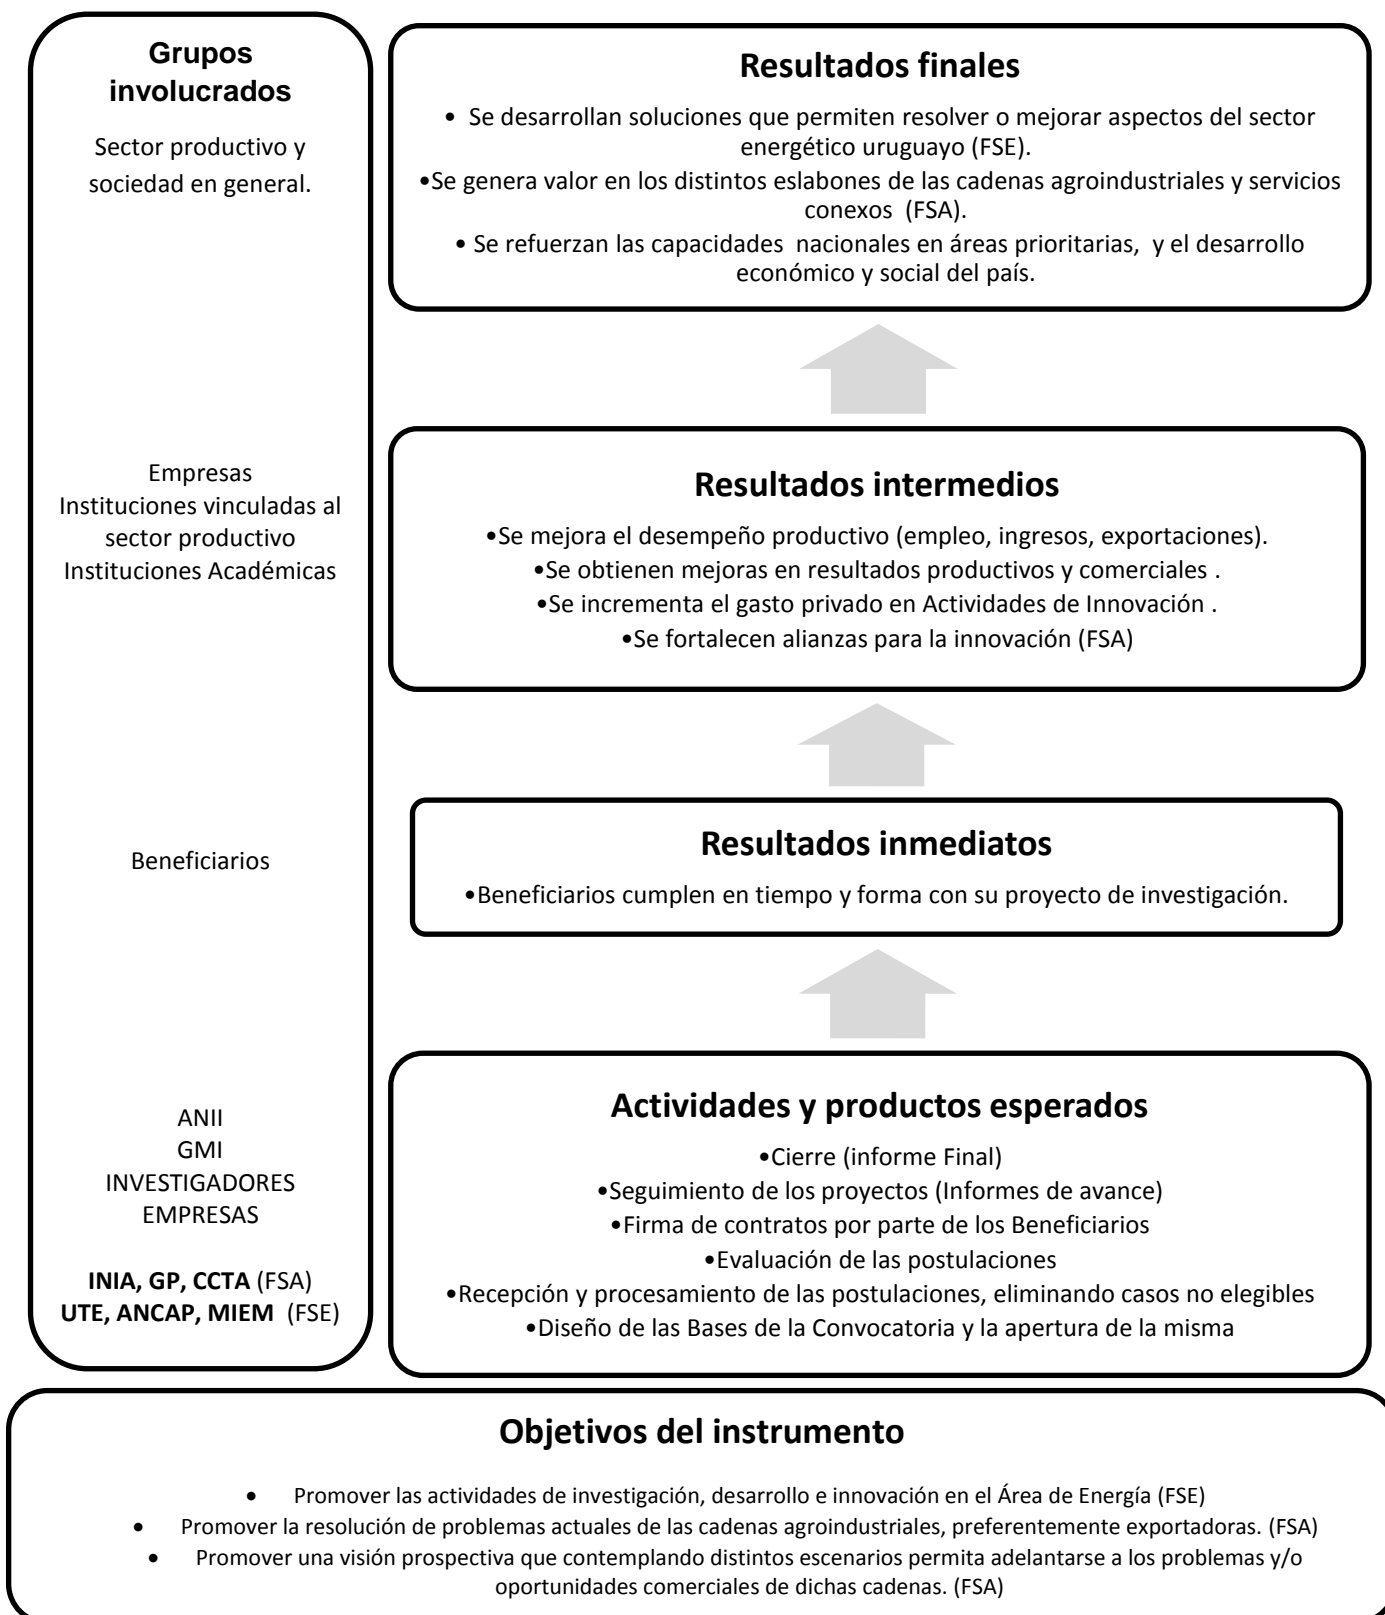 Grupos
involucrados
Sector productivo y
sociedad en general.
Empresas
Instituciones vinculadas al
sector productivo
Instituciones Académicas
Beneficiarios
ANII
GMI
INVESTIGADORES
EMPRESAS
INIA, GP, CCTA (FSA)
UTE, ANCAP, MIEM (FSE)
Resultados finales
• Se desarrollan soluciones que permiten resolver o mejorar aspectos del sector
energético uruguayo (FSE).
•Se genera valor en los distintos eslabones de las cadenas agroindustriales y servicios
conexos (FSA).
• Se refuerzan las capacidades nacionales en áreas prioritarias, y el desarrollo
económico y social del país.
Resultados intermedios
•Se mejora el desempeño productivo (empleo, ingresos, exportaciones).
•Se obtienen mejoras en resultados productivos y comerciales .
•Se incrementa el gasto privado en Actividades de Innovación .
•Se fortalecen alianzas para la innovación (FSA)
Resultados inmediatos
•Beneficiarios cumplen en tiempo y forma con su proyecto de investigación.
Actividades y productos esperados
•Cierre (informe Final)
•Seguimiento de los proyectos (Informes de avance)
•Firma de contratos por parte de los Beneficiarios
•Evaluación de las postulaciones
•Recepción y procesamiento de las postulaciones, eliminando casos no elegibles
•Diseño de las Bases de la Convocatoria y la apertura de la misma
Objetivos del instrumento
• Promover las actividades de investigación, desarrollo e innovación en el Área de Energía (FSE)
• Promover la resolución de problemas actuales de las cadenas agroindustriales, preferentemente exportadoras. (FSA)
• Promover una visión prospectiva que contemplando distintos escenarios permita adelantarse a los problemas y/o
oportunidades comerciales de dichas cadenas. (FSA)